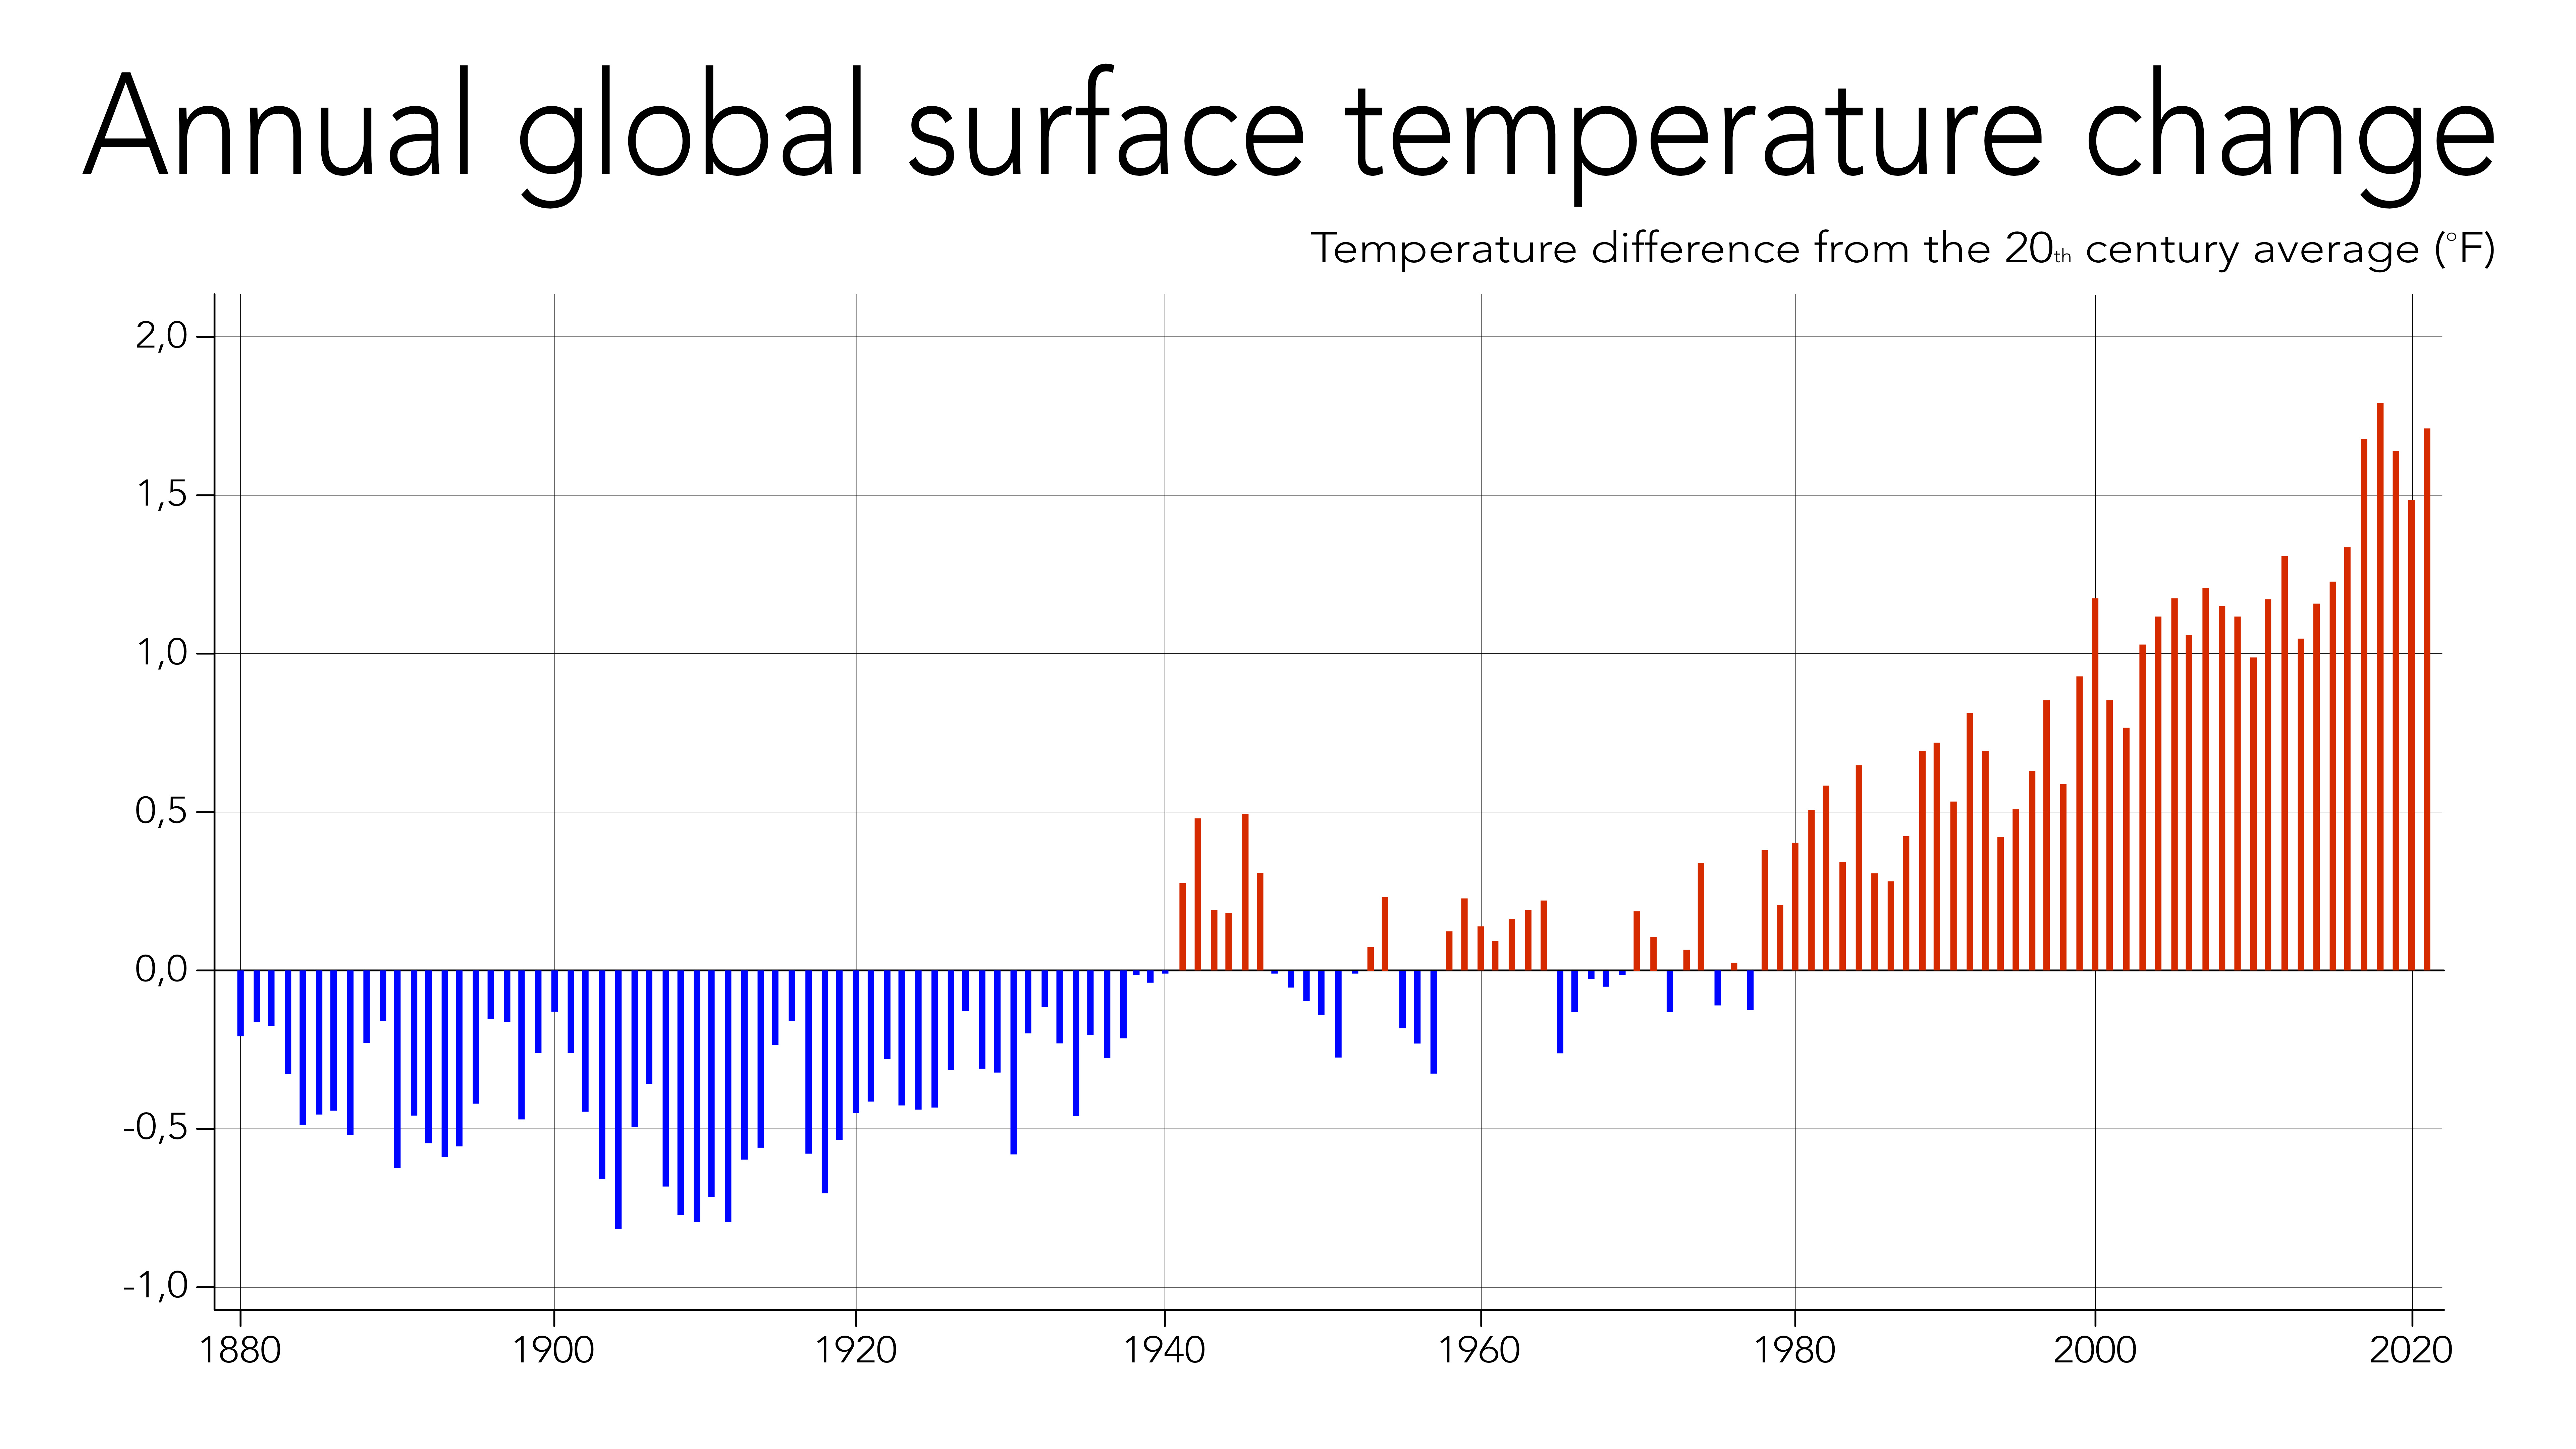 Annual global surface temperature change
Temperature difference from the 20th century average (°F)
2,0
1,5
1,0
0,5
0,0
-0,5
-1,0
1880 1900 1920 1940 1960 1980 2000 2020